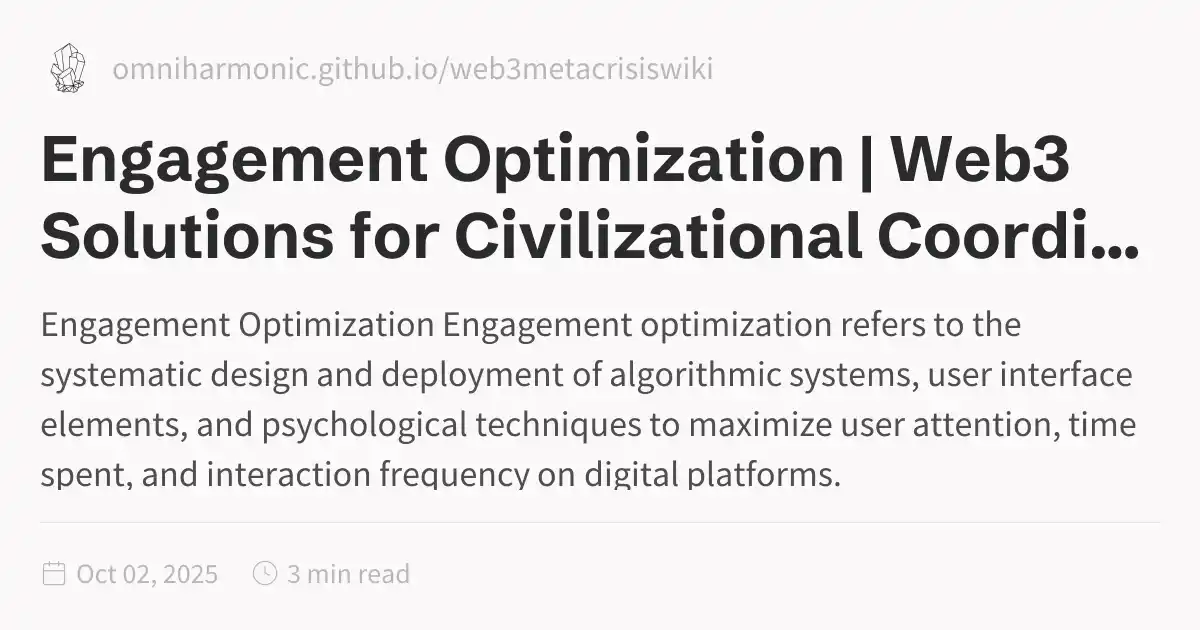 omniharmonic.github.io/web3metacrisiswiki
Engagement Optimization | Web3
Solutions for Civilizational Coordi...
Engagement Optimization Engagement optimization refers to the
systematic design and deployment of algorithmic systems, user interface
elements, and psychological techniques to maximize user attention, time
spent, and interaction frequency on digital platforms.
Oct 02, 2025 3 min read